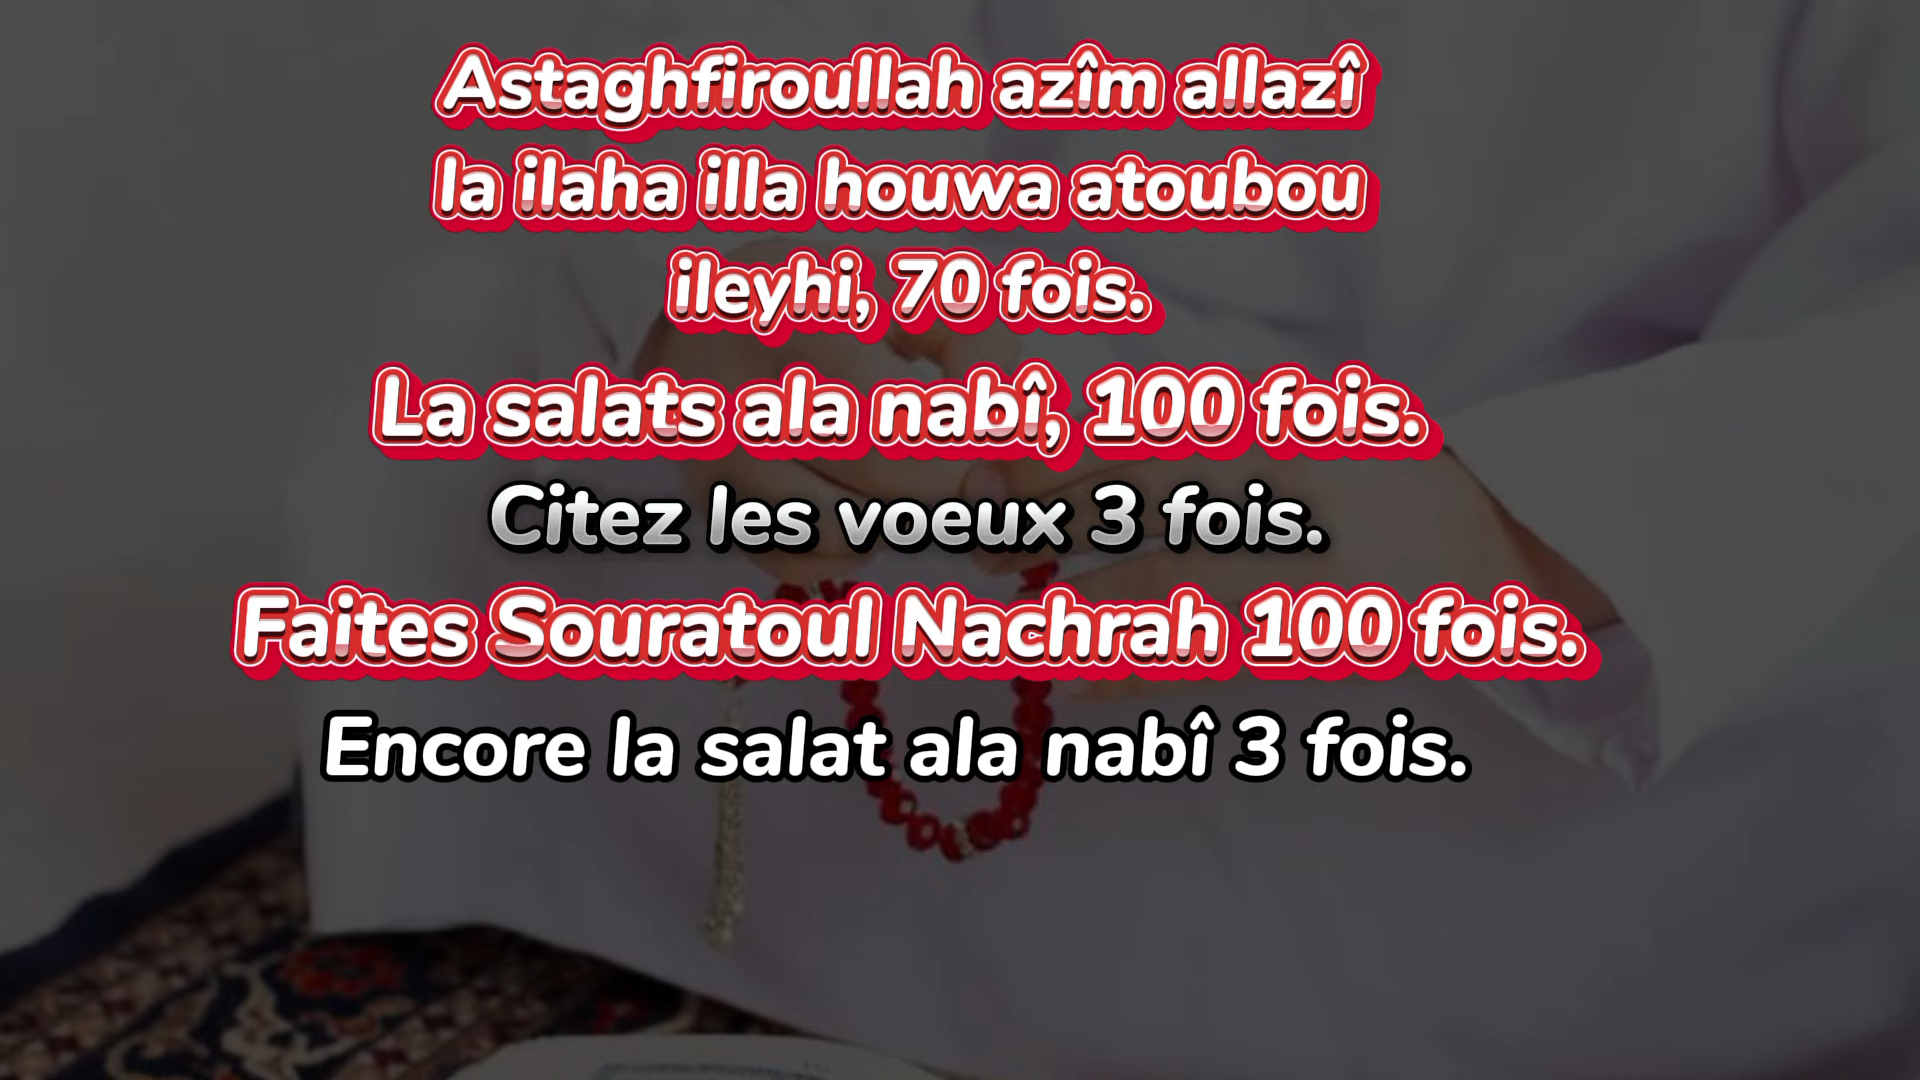 Astaghfiroullah azîm allazî
la ilaha illa houwa atoubou
ileyhi, 70 fois.
La salats ala nabî, 100 fois.
Citez les voeux 3 fois.
Faites Souratoul Nachrah 100 fois.
Encore la salat ala nabî 3 fois.